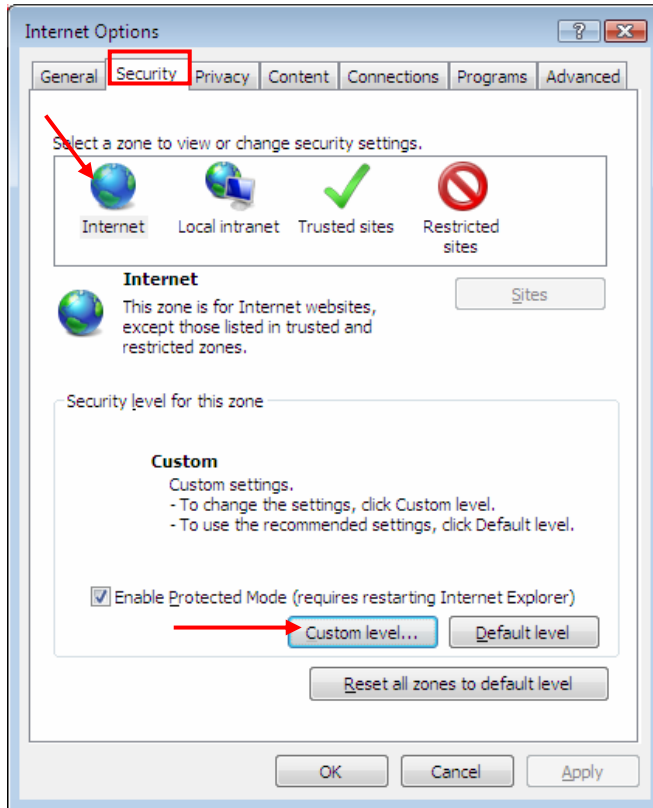 Internet Options
General Security Privacy Content Connections Programs Advanced
Select a zone to view or change security settings.
Internet Local intranet Trusted sites Restricted
sites
Internet
Sites
This zone is for Internet websites,
except those listed in trusted and
restricted zones.
Security level for this zone
Custom
Custom settings.
- To change the settings, click Custom level.
- To use the recommended settings, click Default level.
Enable Protected Mode (requires restarting Internet Explorer)
Custom level... Default level
Reset all zones to default level
OK Cancel Apply